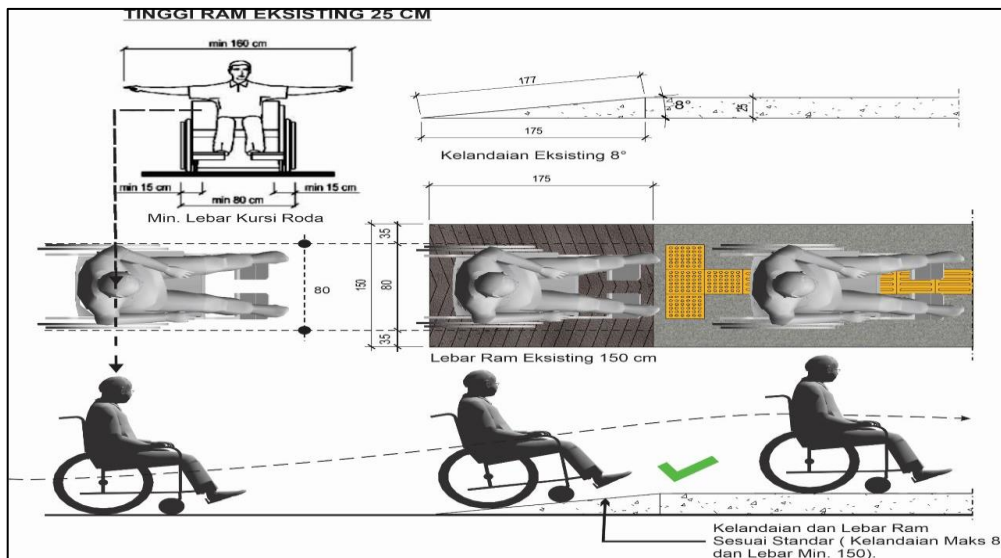 TINGGI RAM EKSISTING 25 CM
min 160 cm
177
8°
25
175
Kelandaian Eksisting 8°
min 15 cm
min 15 cm
min 80 cm
Min. Lebar Kursi Roda
175
80
150
35
80
35
Lebar Ram Eksisting 150 cm
Kelandaian dan Lebar Ram
Sesuai Standar ( Kelandaian Maks 8
dan Lebar Min. 150).